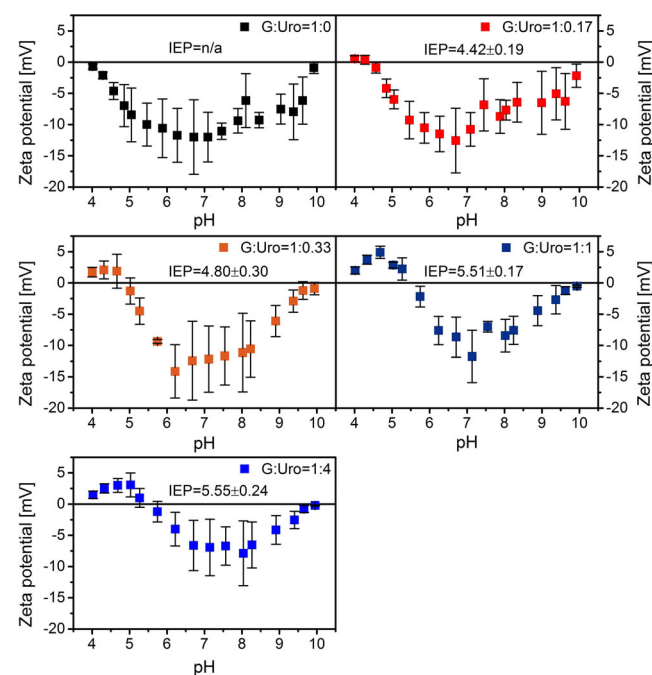 G:Uro=1:0
IEP=n/a
Zeta potential [mV]
5
0
-5
-10
-15
-20
4 5 6 7 8 9 10
pH
G:Uro=1:0.17
IEP=4.42±0.19
Zeta potential [mV]
5
0
-5
-10
-15
-20
4 5 6 7 8 9 10
pH
G:Uro=1:0.33
IEP=4.80±0.30
Zeta potential [mV]
5
0
-5
-10
-15
-20
4 5 6 7 8 9 10
pH
G:Uro=1:1
IEP=5.51±0.17
Zeta potential [mV]
5
0
-5
-10
-15
-20
4 5 6 7 8 9 10
pH
G:Uro=1:4
IEP=5.55±0.24
Zeta potential [mV]
5
0
-5
-10
-15
-20
4 5 6 7 8 9 10
pH